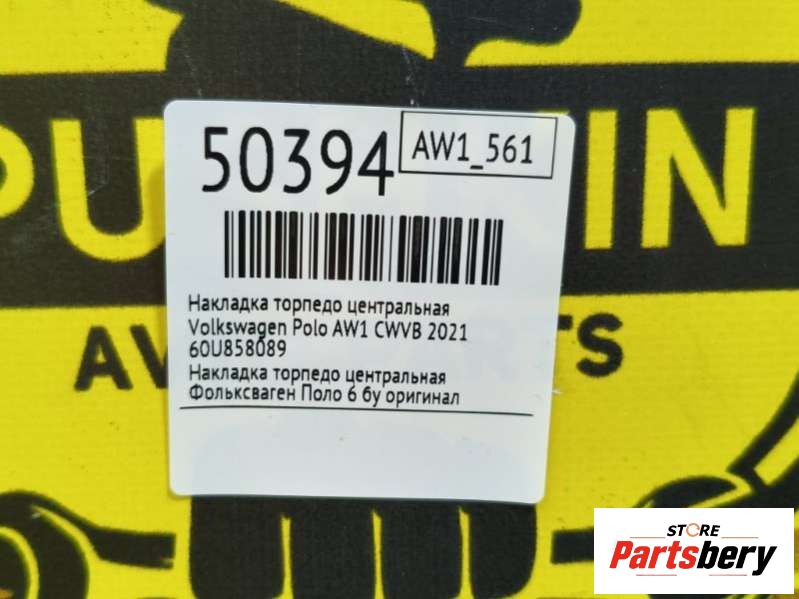 50394
AW1_561
Накладка торпедо центральная
Volkswagen Polo AW1 CWVB 2021
60U858089
Накладка торпедо центральная
Фольксваген Поло 6 бу оригинал
STORE
Partsbery